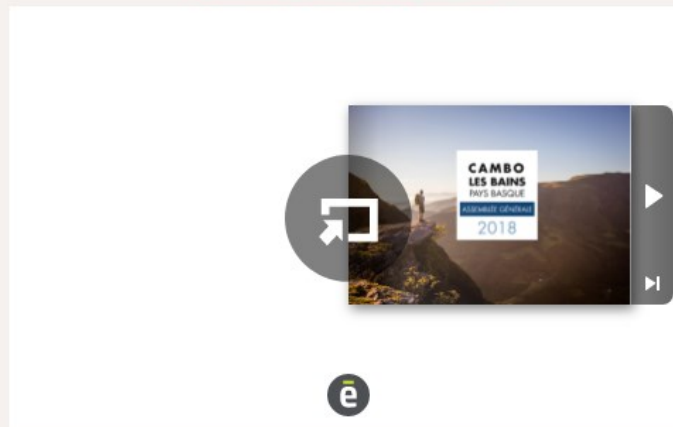 CAMBO
LES BAINS
PAYS BASQUE
ASSEMBLÉE GÉNÉRALE
2018
ē